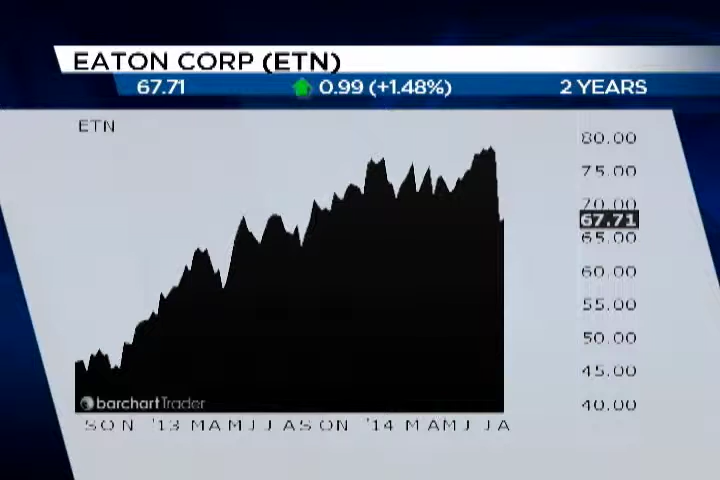 EATON CORP (ETN)
67.71 0.99 (+1.48%) 2 YEARS
ETN
80.00
75.00
70.00
67.71
65.00
60.00
55.00
50.00
45.00
40.00
barchartTrader
S O N '13 M A M J J A S O N '14 M A M J J A